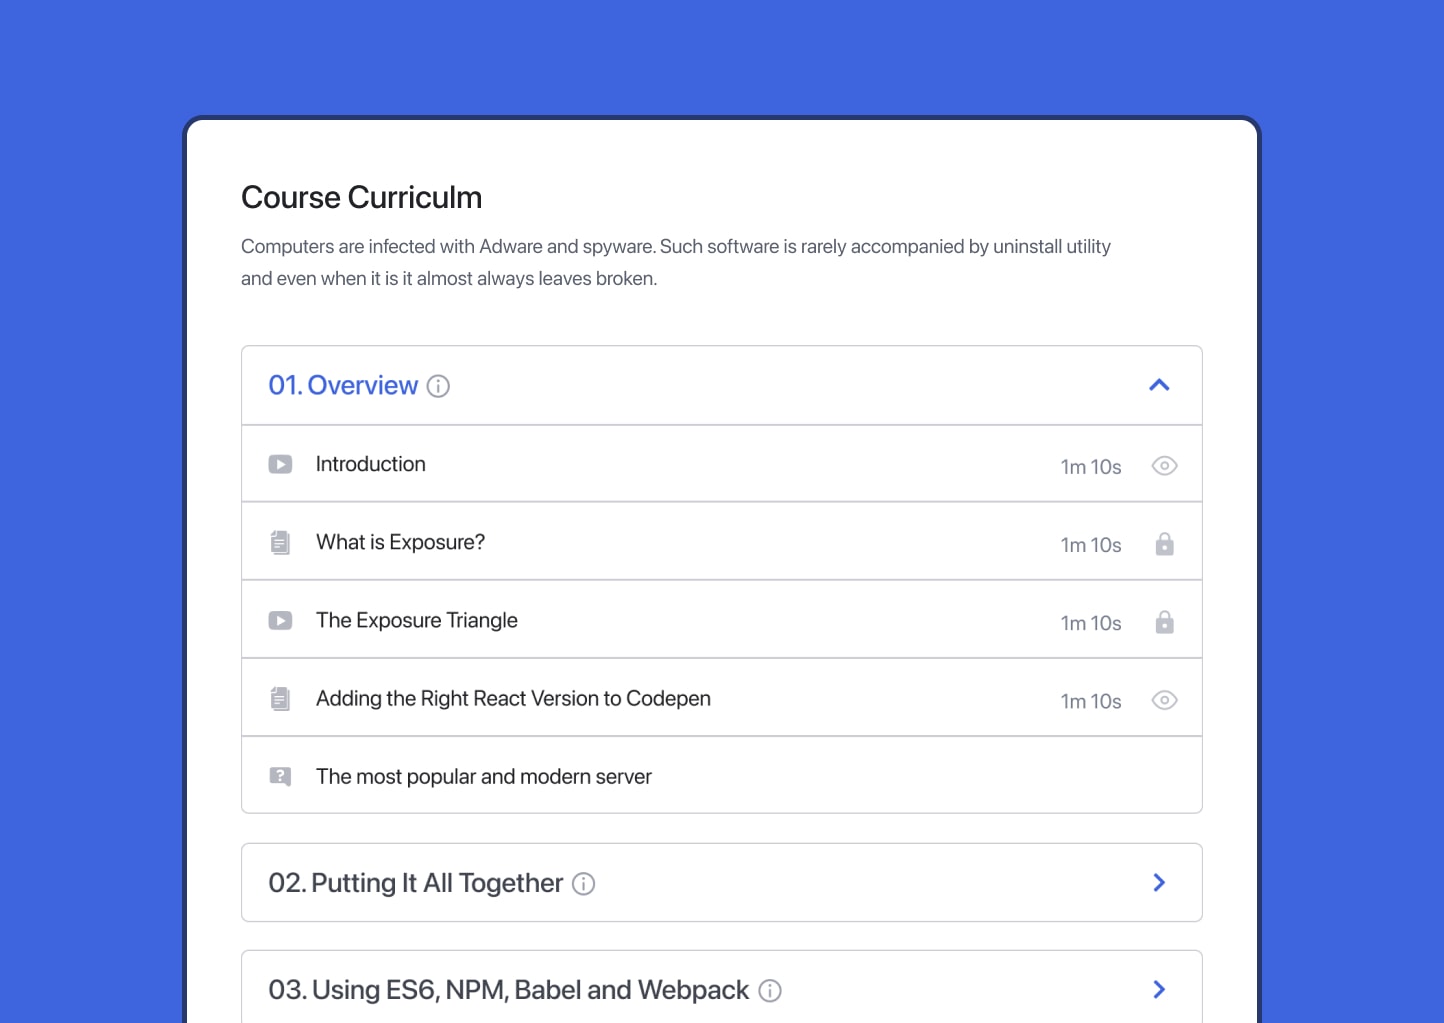 Course Curriculm
Computers are infected with Adware and spyware. Such software is rarely accompanied by uninstall utility
and even when it is it almost always leaves broken.
01. Overview
Introduction 1m 10s
What is Exposure? 1m 10s
The Exposure Triangle 1m 10s
Adding the Right React Version to Codepen 1m 10s
The most popular and modern server
02. Putting It All Together
03. Using ES6, NPM, Babel and Webpack